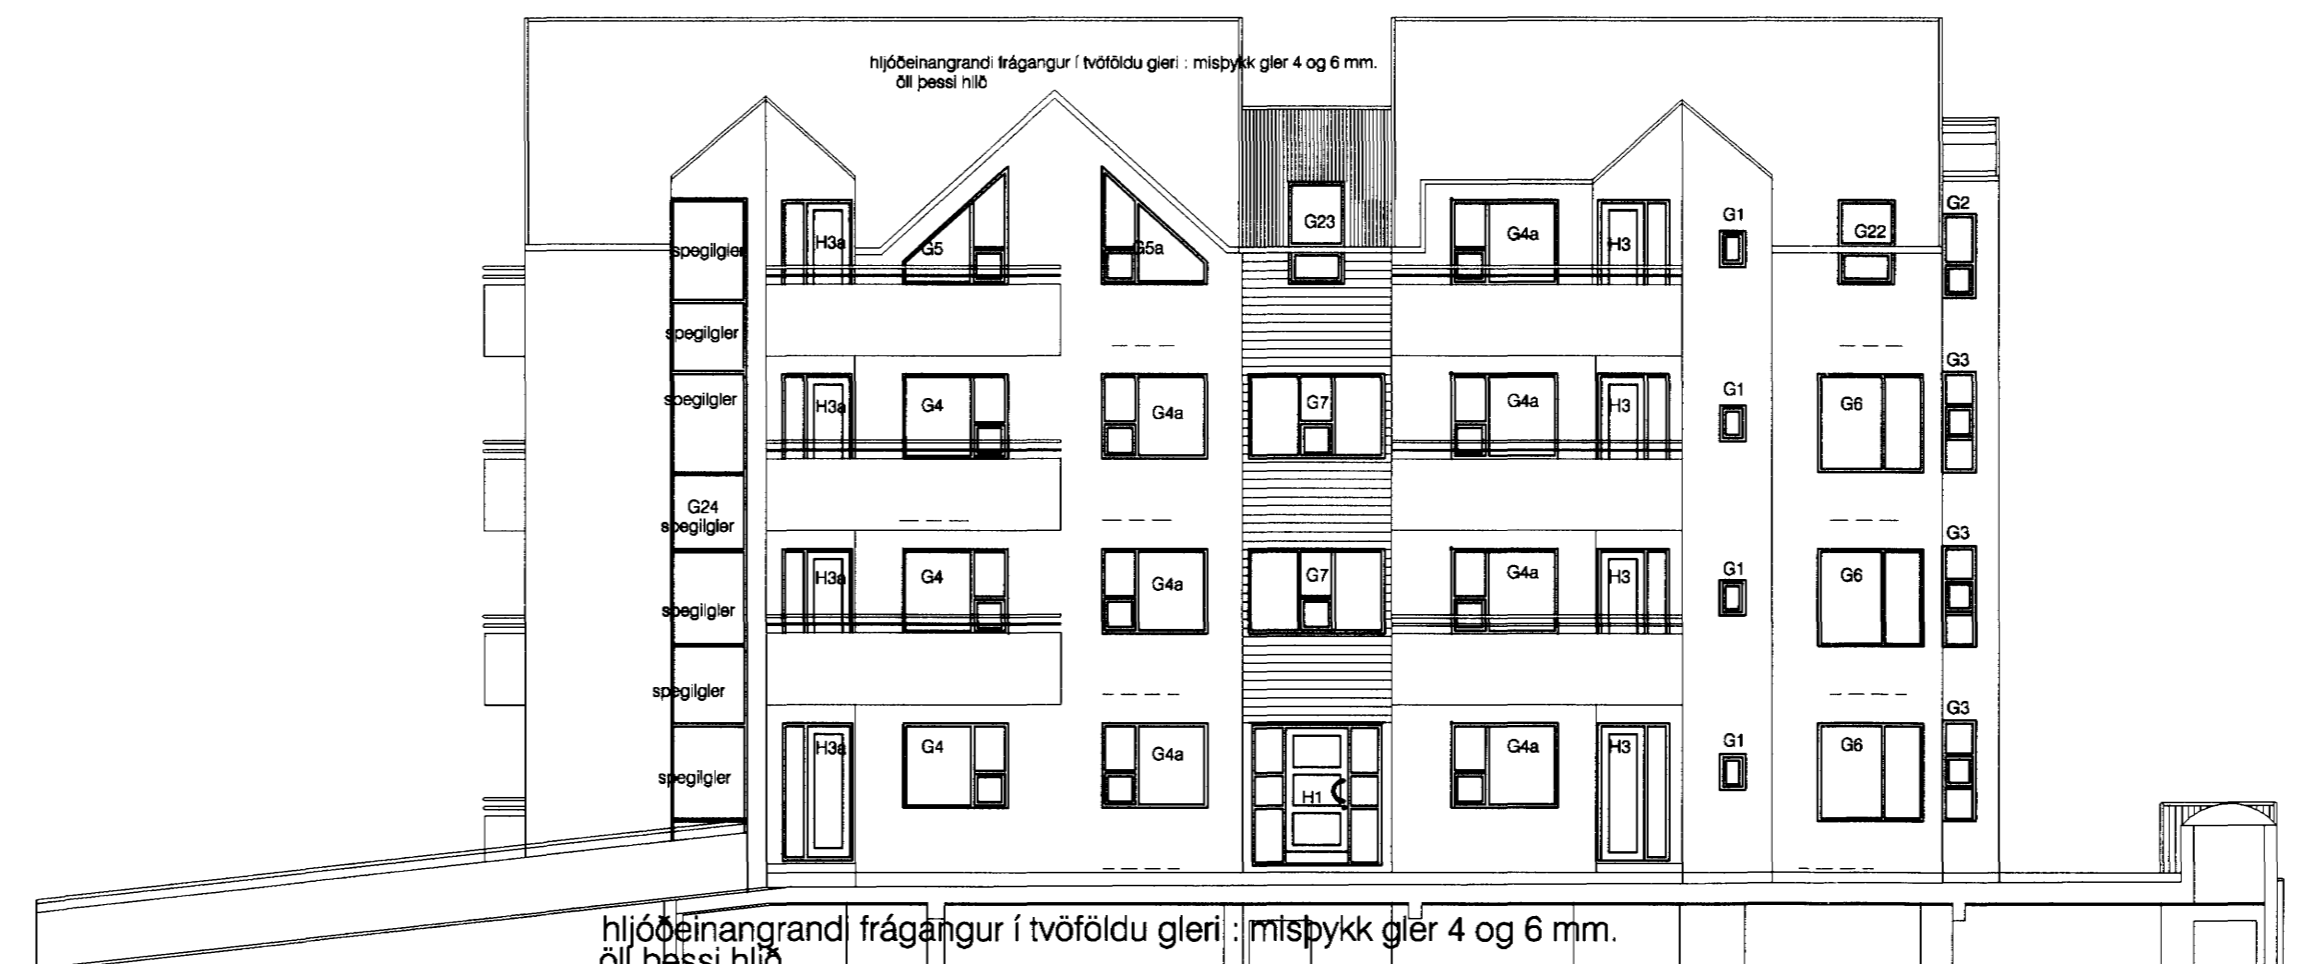 hljóðeinangrandi frágangur í tvöföldu gleri : misþykk gler 4 og 6 mm.
öll þessi hlið
spegilgler
H3a
G5
G5a
G23
G4a
H3
G1
G22
G2
spegilgler
spegilgler
H3a
G4
G4a
G7
G4a
H3
G1
G6
G3
G24
spegilgler
H3a
G4
G4a
G7
G4a
H3
G1
G6
G3
spegilgler
spegilgler
H3a
G4
G4a
H1
G4a
H3
G1
G6
G3
spegilgler
hljóðeinangrandi frágangur í tvöföldu gleri : misþykk gler 4 og 6 mm.
öll þessi hlið